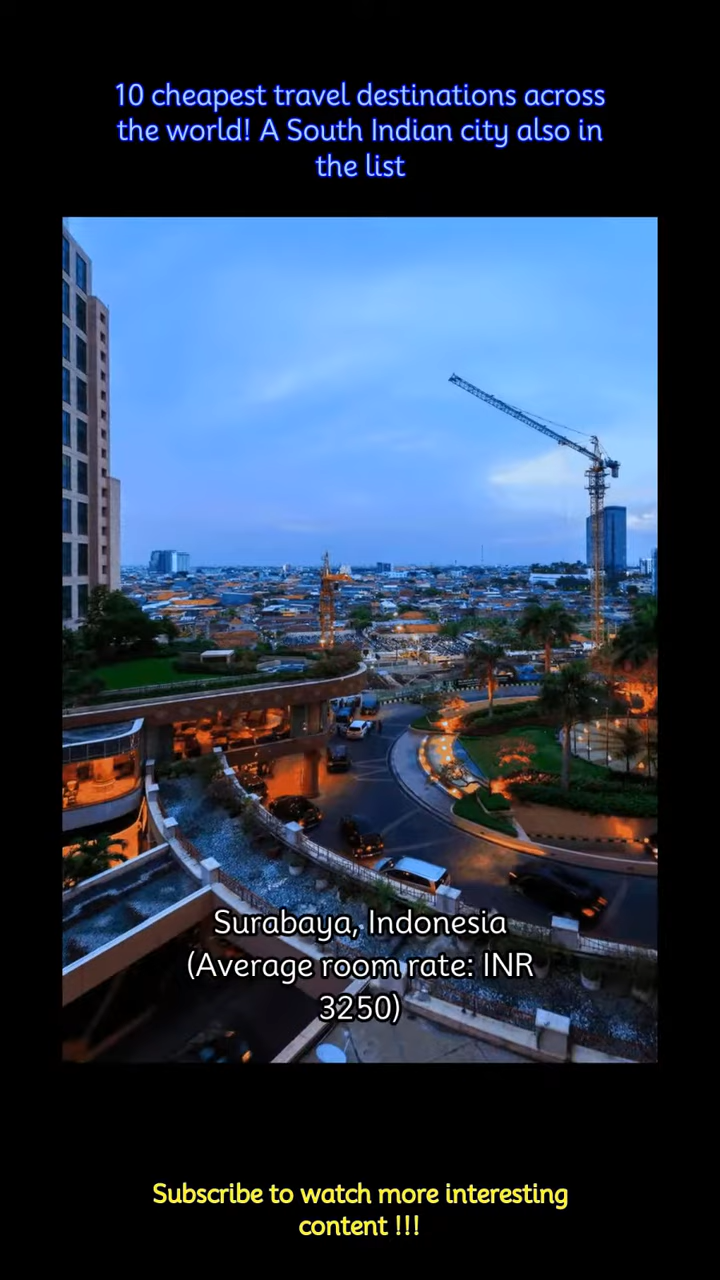 10 cheapest travel destinations across
the world! A South Indian city also in
the list
Surabaya, Indonesia
(Average room rate: INR
3250)
Subscribe to watch more interesting
content !!!